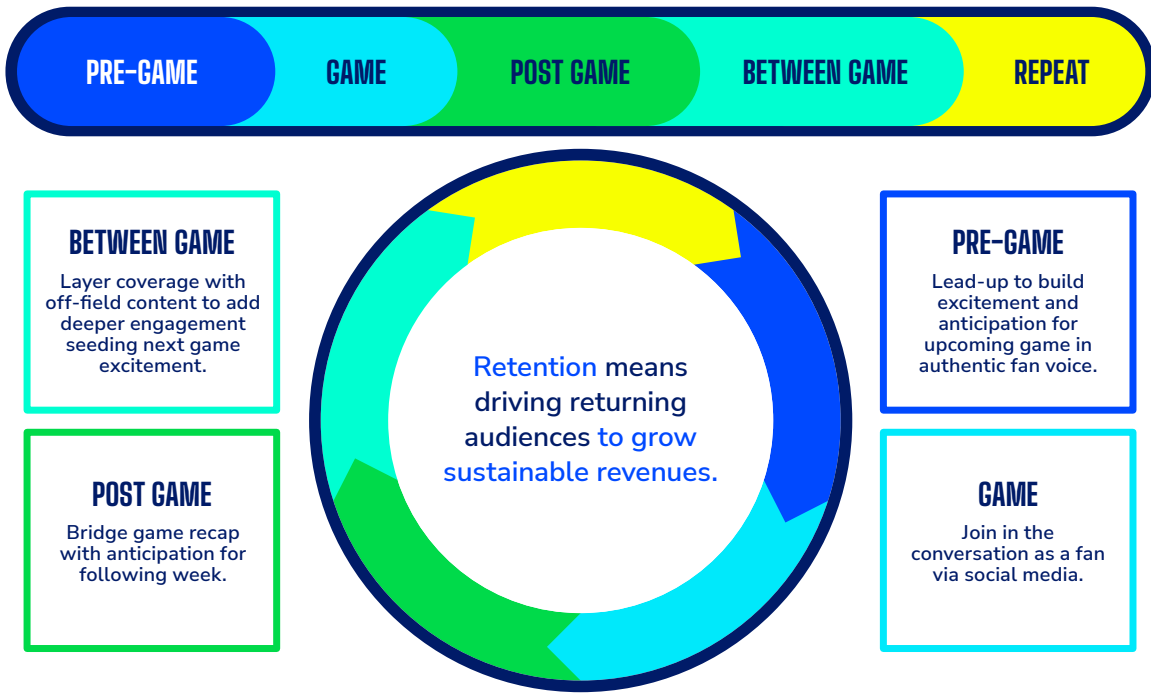 PRE-GAME GAME POST GAME BETWEEN GAME REPEAT
BETWEEN GAME
Layer coverage with
off-field content to add
deeper engagement
seeding next game
excitement.
POST GAME
Bridge game recap
with anticipation for
following week.
Retention means
driving returning
audiences to grow
sustainable revenues.
PRE-GAME
Lead-up to build
excitement and
anticipation for
upcoming game in
authentic fan voice.
GAME
Join in the
conversation as a fan
via social media.